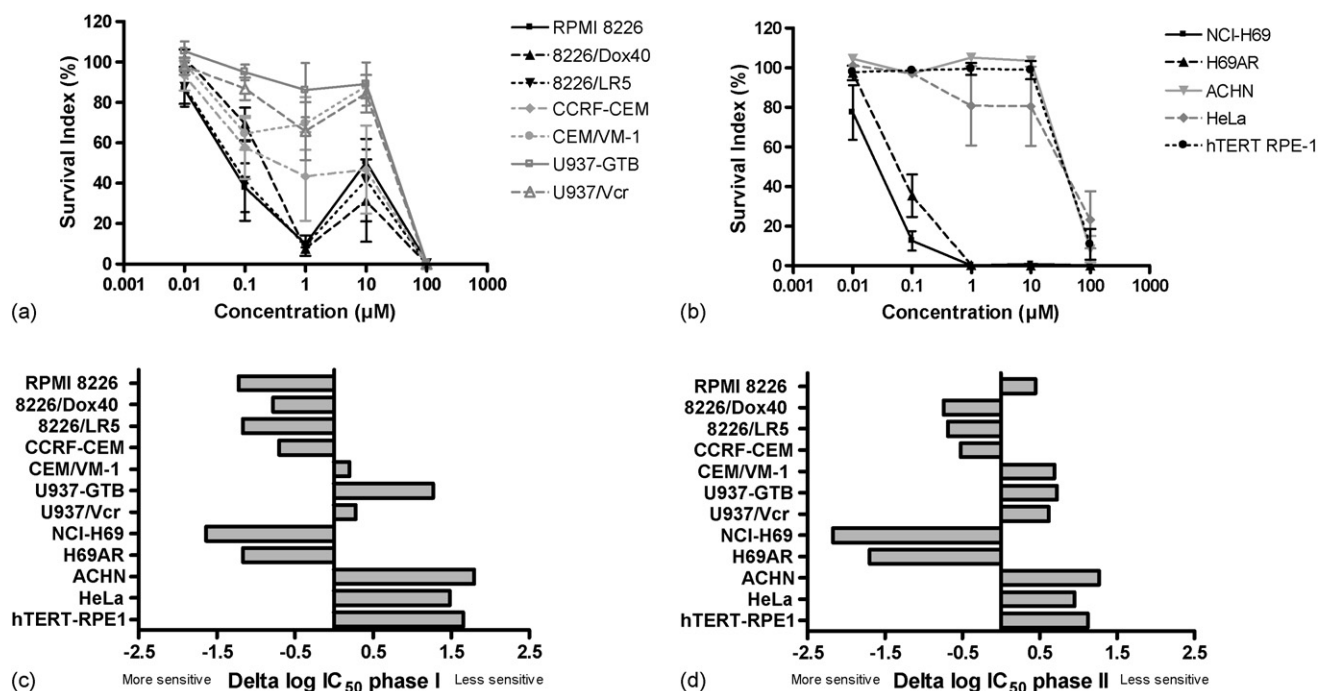 120
100
80
60
40
20
0
Survival Index (%)
0.001 0.01 0.1 1 10 100 1000
Concentration (µM)
(a)
RPMI 8226
8226/Dox40
8226/LR5
CCRF-CEM
CEM/VM-1
U937-GTB
U937/Vcr
120
100
80
60
40
20
0
Survival Index (%)
0.001 0.01 0.1 1 10 100 1000
Concentration (µM)
(b)
NCI-H69
H69AR
ACHN
HeLa
hTERT RPE-1
RPMI 8226
8226/Dox40
8226/LR5
CCRF-CEM
CEM/VM-1
U937-GTB
U937/Vcr
NCI-H69
H69AR
ACHN
HeLa
hTERT-RPE1
-2.5 -1.5 -0.5 0.5 1.5 2.5
(c) More sensitive Delta log IC50 phase I Less sensitive
RPMI 8226
8226/Dox40
8226/LR5
CCRF-CEM
CEM/VM-1
U937-GTB
U937/Vcr
NCI-H69
H69AR
ACHN
HeLa
hTERT-RPE1
-2.5 -1.5 -0.5 0.5 1.5 2.5
(d) More sensitive Delta log IC50 phase II Less sensitive